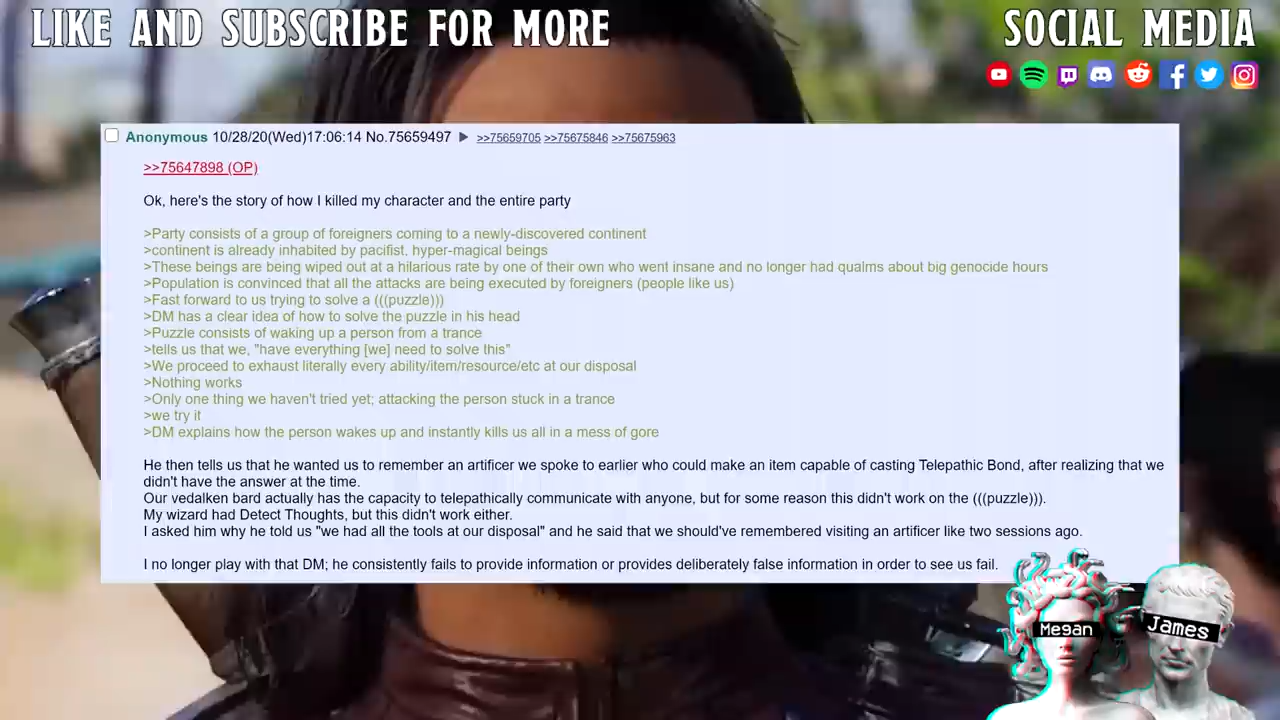 LIKE AND SUBSCRIBE FOR MORE
SOCIAL MEDIA
Anonymous 10/28/20(Wed)17:06:14 No.75659497 ▶ >>75659705 >>75675846 >>75675963
>>75647898 (OP)
Ok, here's the story of how I killed my character and the entire party
>Party consists of a group of foreigners coming to a newly-discovered continent
>continent is already inhabited by pacifist, hyper-magical beings
>These beings are being wiped out at a hilarious rate by one of their own who went insane and no longer had qualms about big genocide hours
>Population is convinced that all the attacks are being executed by foreigners (people like us)
>Fast forward to us trying to solve a (((puzzle)))
>DM has a clear idea of how to solve the puzzle in his head
>Puzzle consists of waking up a person from a trance
>tells us that we, "have everything [we] need to solve this"
>We proceed to exhaust literally every ability/item/resource/etc at our disposal
>Nothing works
>Only one thing we haven't tried yet; attacking the person stuck in a trance
>we try it
>DM explains how the person wakes up and instantly kills us all in a mess of gore
He then tells us that he wanted us to remember an artificer we spoke to earlier who could make an item capable of casting Telepathic Bond, after realizing that we
didn't have the answer at the time.
Our vedalken bard actually has the capacity to telepathically communicate with anyone, but for some reason this didn't work on the (((puzzle))).
My wizard had Detect Thoughts, but this didn't work either.
I asked him why he told us "we had all the tools at our disposal" and he said that we should've remembered visiting an artificer like two sessions ago.
I no longer play with that DM; he consistently fails to provide information or provides deliberately false information in order to see us fail.
Megan
James